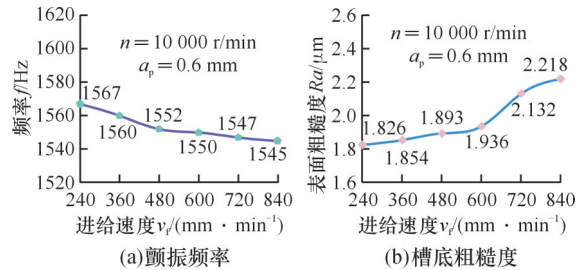 1620
1600
1580
1560
1540
1520
频率f/Hz
n=10 000 r/min
a_p=0.6 mm
1567
1560
1552
1550
1547
1545
240 360 480 600 720 840
进给速度v_f/(mm · min⁻¹)
(a)颤振频率
2.6
2.4
2.2
2.0
1.8
1.6
表面粗糙度Ra/μm
n=10 000 r/min
a_p=0.6 mm
1.826
1.854
1.893
1.936
2.132
2.218
240 360 480 600 720 840
进给速度v_f/(mm · min⁻¹)
(b)槽底粗糙度